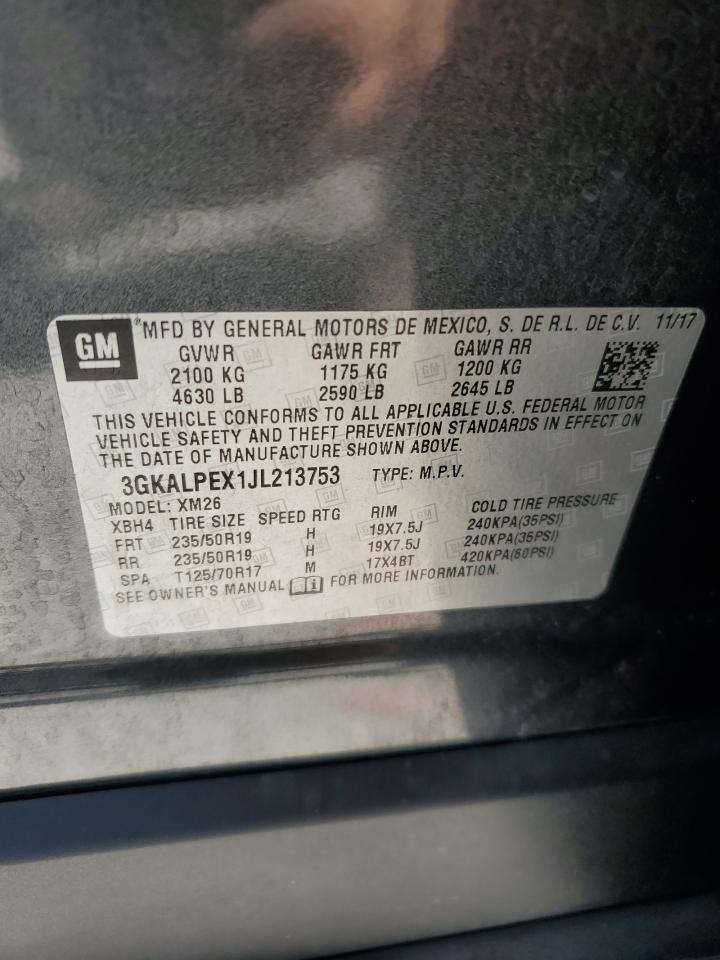 GM
®MFD BY GENERAL MOTORS DE MEXICO, S. DE R.L. DE C.V. 11/17
GVWR GAWR FRT GAWR RR
2100 KG 1175 KG 1200 KG
4630 LB 2590 LB 2645 LB
THIS VEHICLE CONFORMS TO ALL APPLICABLE U.S. FEDERAL MOTOR
VEHICLE SAFETY AND THEFT PREVENTION STANDARDS IN EFFECT ON
THE DATE OF MANUFACTURE SHOWN ABOVE.
3GKALPEX1JL213753 TYPE: M.P.V.
MODEL: XM26
XBH4 TIRE SIZE SPEED RTG RIM COLD TIRE PRESSURE
FRT 235/50R19 H 19X7.5J 240KPA(35PSI)
RR 235/50R19 H 19X7.5J 240KPA(35PSI)
SPA T125/70R17 M 17X4BT 420KPA(60PSI)
SEE OWNER'S MANUAL FOR MORE INFORMATION.